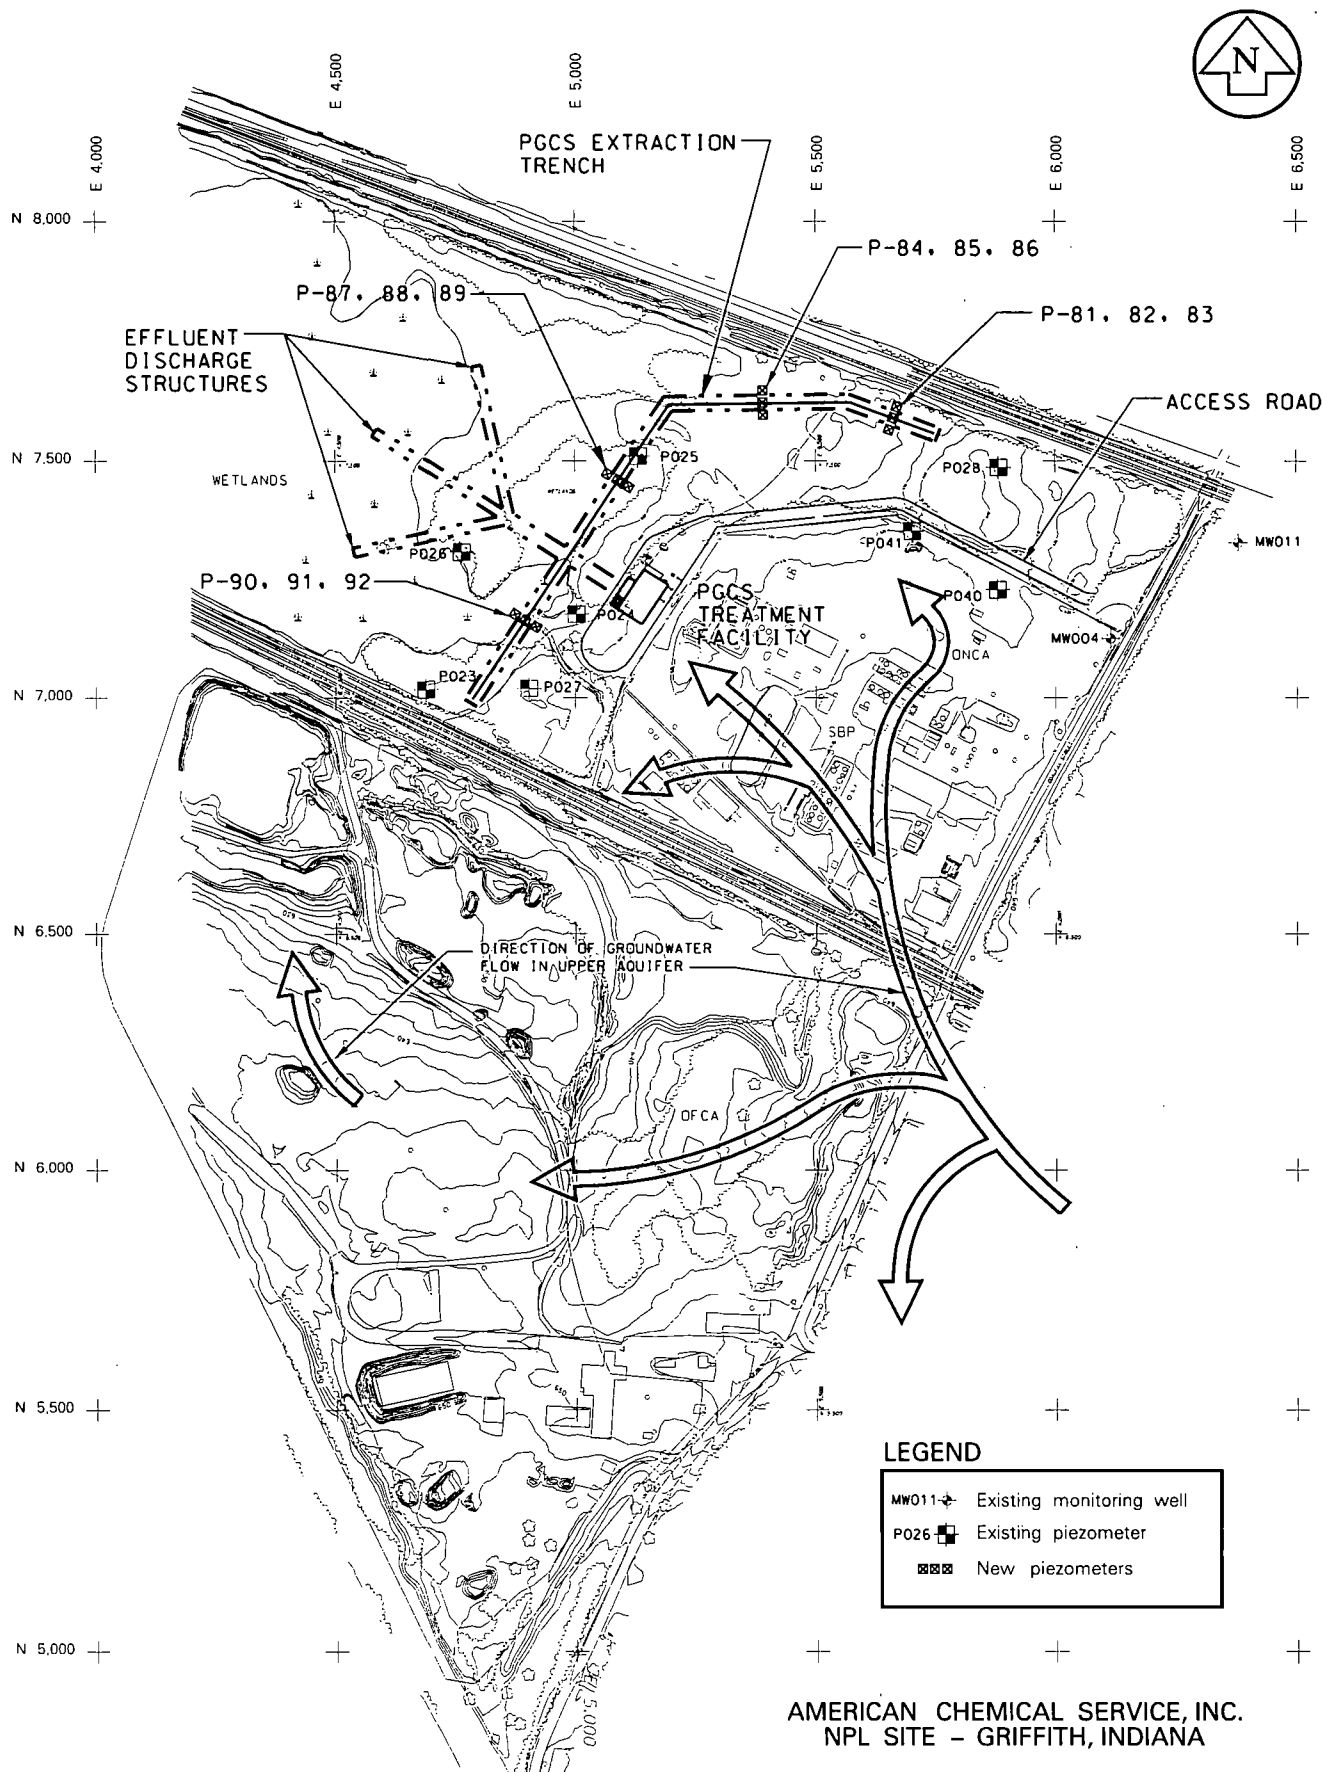 N
E 4,000
E 4,500
E 5,000
E 5,500
E 6,000
E 6,500
PGCS EXTRACTION
TRENCH
N 8,000
P-84, 85, 86
P-87, 88, 89
P-81, 82, 83
EFFLUENT
DISCHARGE
STRUCTURES
ACCESS ROAD
N 7,500
P025
P028
WETLANDS
WETLANDS
P041
MW011
P026
P-90, 91, 92
P024
PGCS
TREATMENT
FACILITY
P040
MW004
ONCA
P023
P027
N 7,000
SBP
N 6,500
DIRECTION OF GROUNDWATER
FLOW IN UPPER AQUIFER
OFCA
N 6,000
N 5,500
LEGEND
MW011 Existing monitoring well
P026 Existing piezometer
New piezometers
N 5,000
AMERICAN CHEMICAL SERVICE, INC.
NPL SITE – GRIFFITH, INDIANA